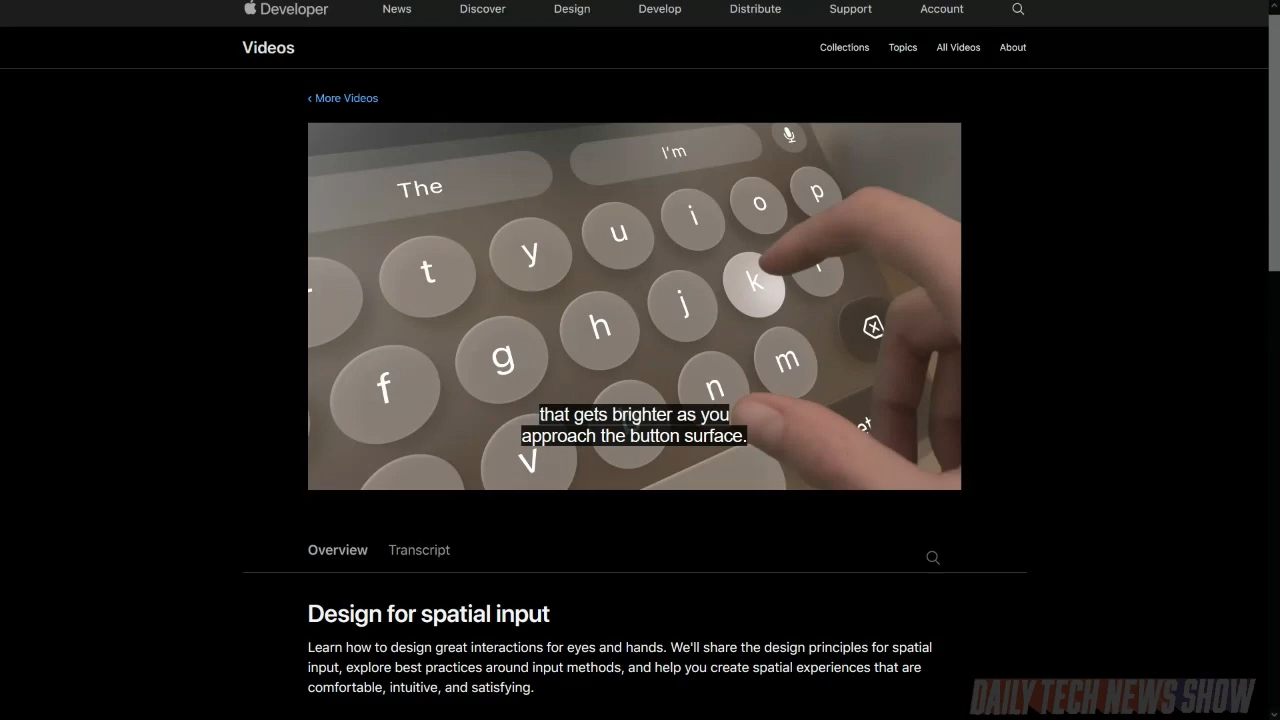 Developer
News
Discover
Design
Develop
Distribute
Support
Account
Videos
Collections
Topics
All Videos
About
‹ More Videos
The
I'm
t y u i o p
f g h j k
v n m
that gets brighter as you
approach the button surface.
Overview
Transcript
Design for spatial input
Learn how to design great interactions for eyes and hands. We'll share the design principles for spatial
input, explore best practices around input methods, and help you create spatial experiences that are
comfortable, intuitive, and satisfying.
DAILY TECH NEWS SHOW